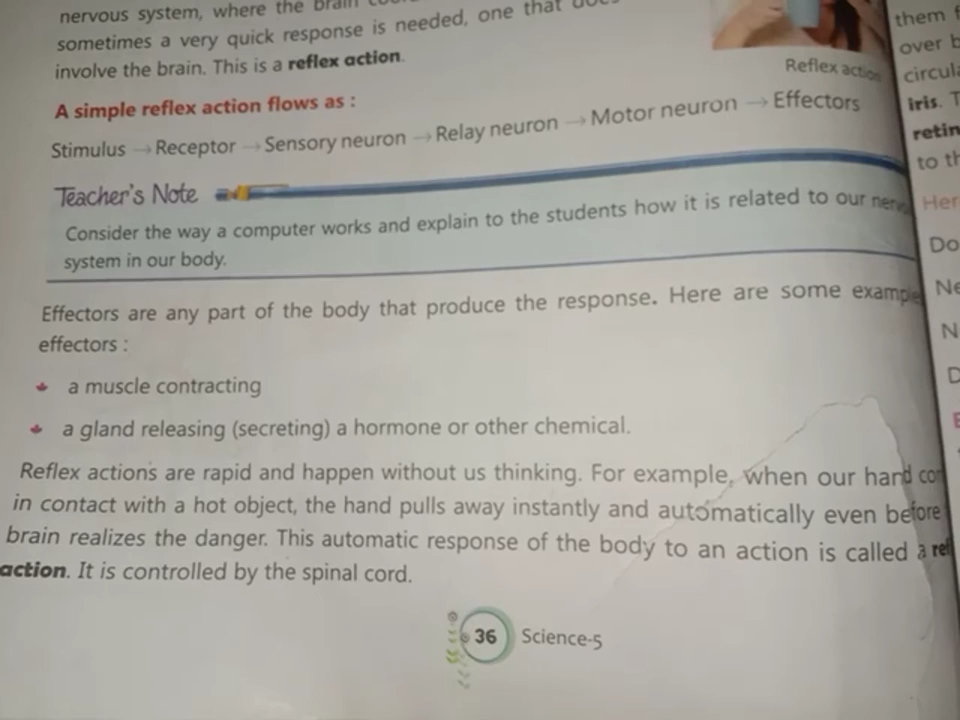 nervous system, where the brain
sometimes a very quick response is needed, one that does
involve the brain. This is a reflex action.
Reflex action
A simple reflex action flows as :
Stimulus → Receptor → Sensory neuron → Relay neuron → Motor neuron → Effectors
Teacher's Note
Consider the way a computer works and explain to the students how it is related to our
system in our body.
Effectors are any part of the body that produce the response. Here are some
effectors :
a muscle contracting
a gland releasing (secreting) a hormone or other chemical.
Reflex actions are rapid and happen without us thinking. For example, when our hand
in contact with a hot object, the hand pulls away instantly and automatically even before
brain realizes the danger. This automatic response of the body to an action is called a
action. It is controlled by the spinal cord.
36 Science-5
them
over
iris.
to
Do